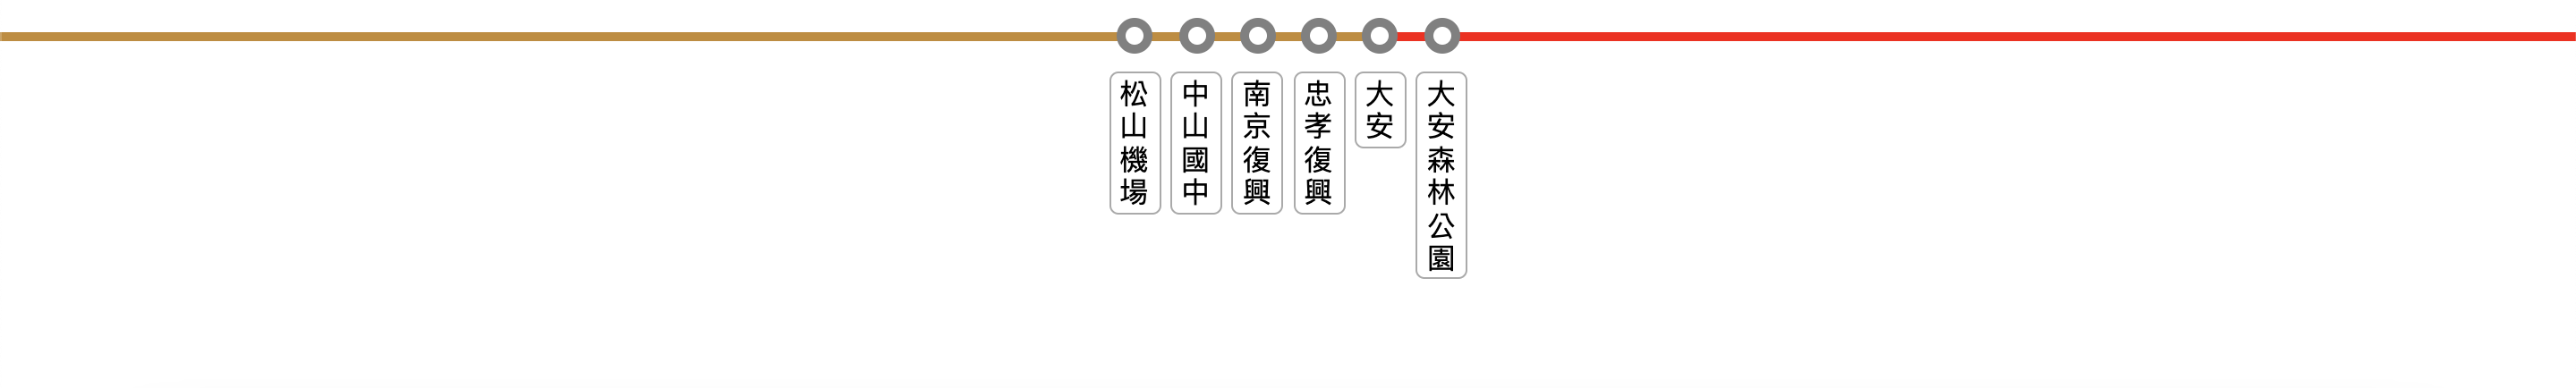 松山機場
中山國中
南京復興
忠孝復興
大安
大安森林公園